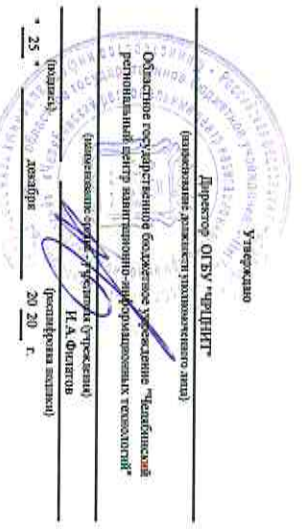 Утверждаю
Директор ОГБУ "ЧРЦНИТ"
(наименование должности уполномоченного лица)
Областное государственное бюджетное учреждение "Челябинский
региональный центр навигационно-информационных технологий"
(наименование органа - учредителя (учреждения)
И.А.Филатов
(подпись) (расшифровка подписи)
" 25 " декабря 20 20 г.